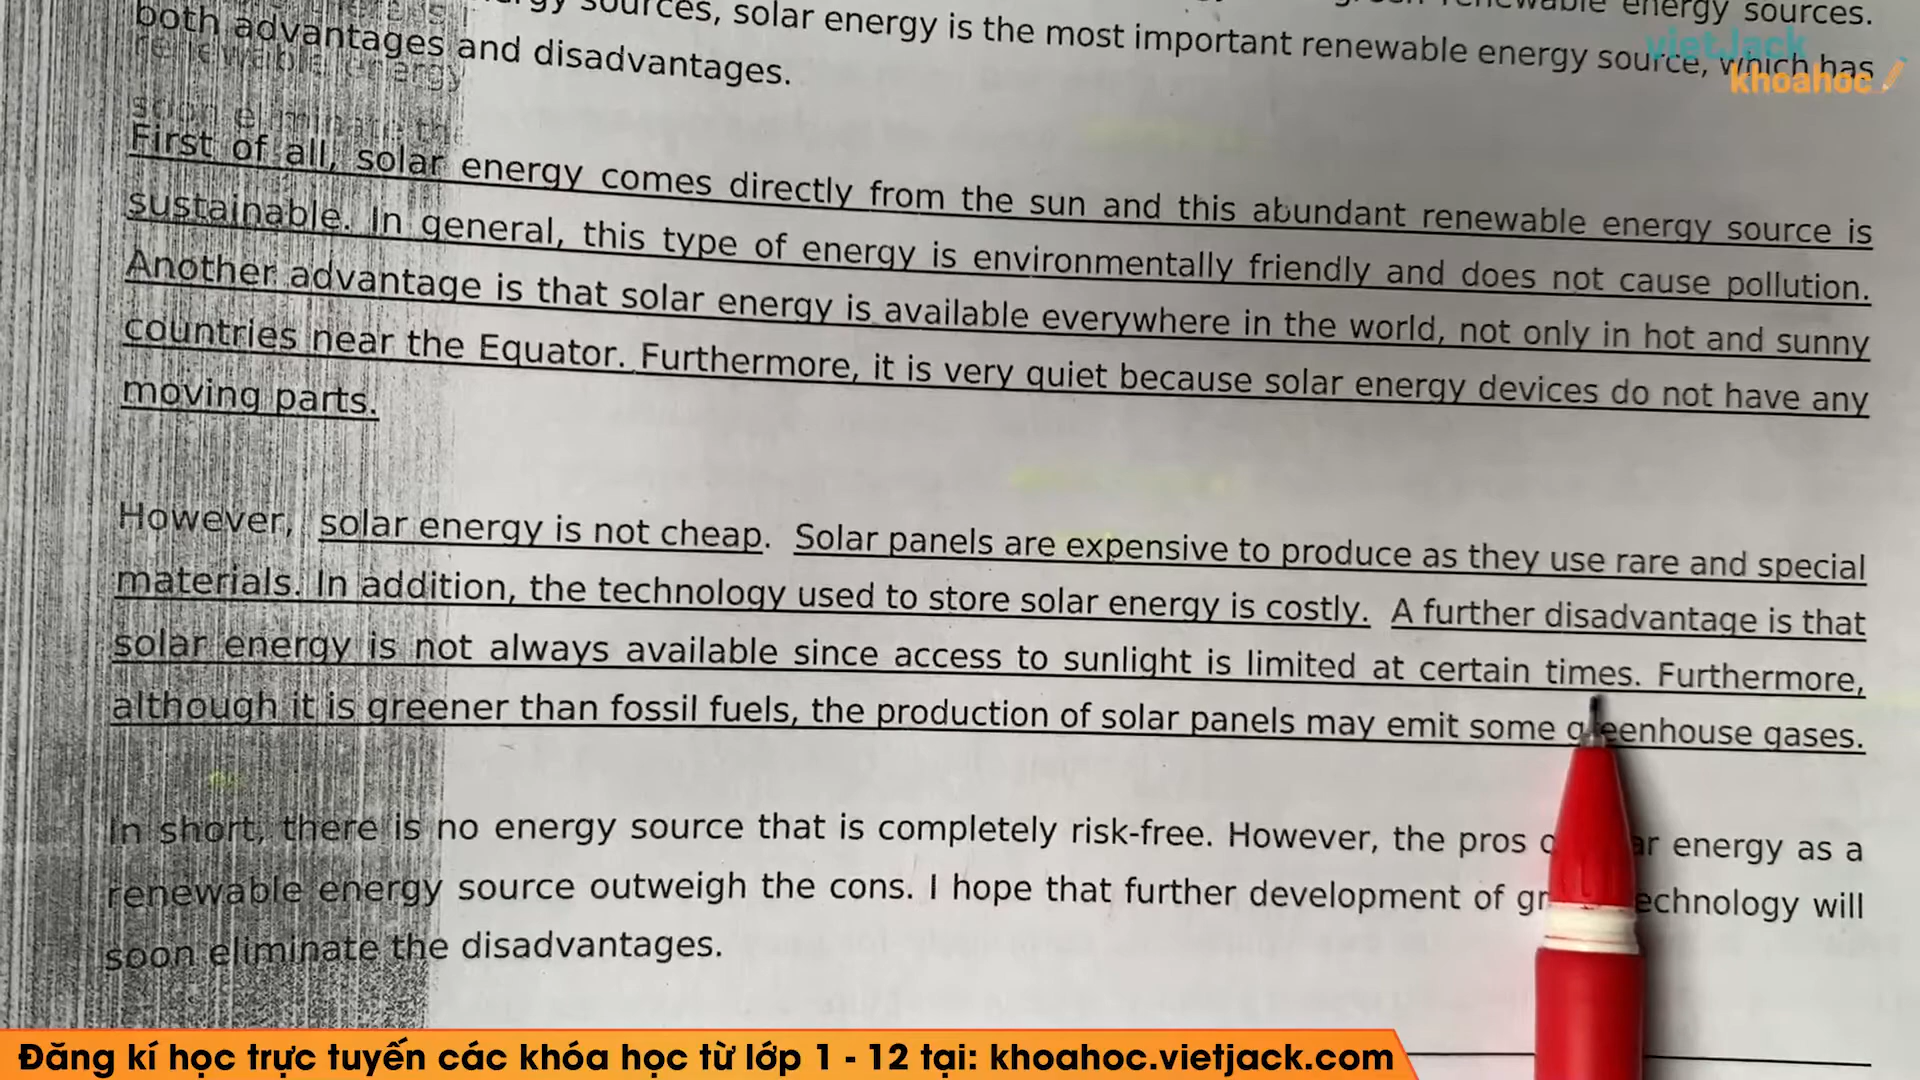 renewable energy sources.
sources, solar energy is the most important renewable energy source, which has
both advantages and disadvantages.
renewable energy
soon eliminate the
First of all, solar energy comes directly from the sun and this abundant renewable energy source is
sustainable. In general, this type of energy is environmentally friendly and does not cause pollution.
Another advantage is that solar energy is available everywhere in the world, not only in hot and sunny
countries near the Equator. Furthermore, it is very quiet because solar energy devices do not have any
moving parts.
However, solar energy is not cheap. Solar panels are expensive to produce as they use rare and special
materials. In addition, the technology used to store solar energy is costly. A further disadvantage is that
solar energy is not always available since access to sunlight is limited at certain times. Furthermore,
although it is greener than fossil fuels, the production of solar panels may emit some greenhouse gases.
In short, there is no energy source that is completely risk-free. However, the pros energy as a
renewable energy source outweigh the cons. I hope that further development of will
soon eliminate the disadvantages.
vietJack
khoahoc
Đăng kí học trực tuyến các khóa học từ lớp 1 - 12 tại: khoahoc.vietjack.com